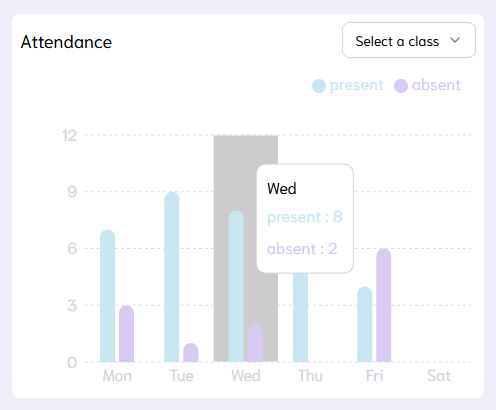 Attendance
Select a class
present absent
12
9
Wed
present : 8
6
absent : 2
3
0
Mon Tue Wed Thu Fri Sat